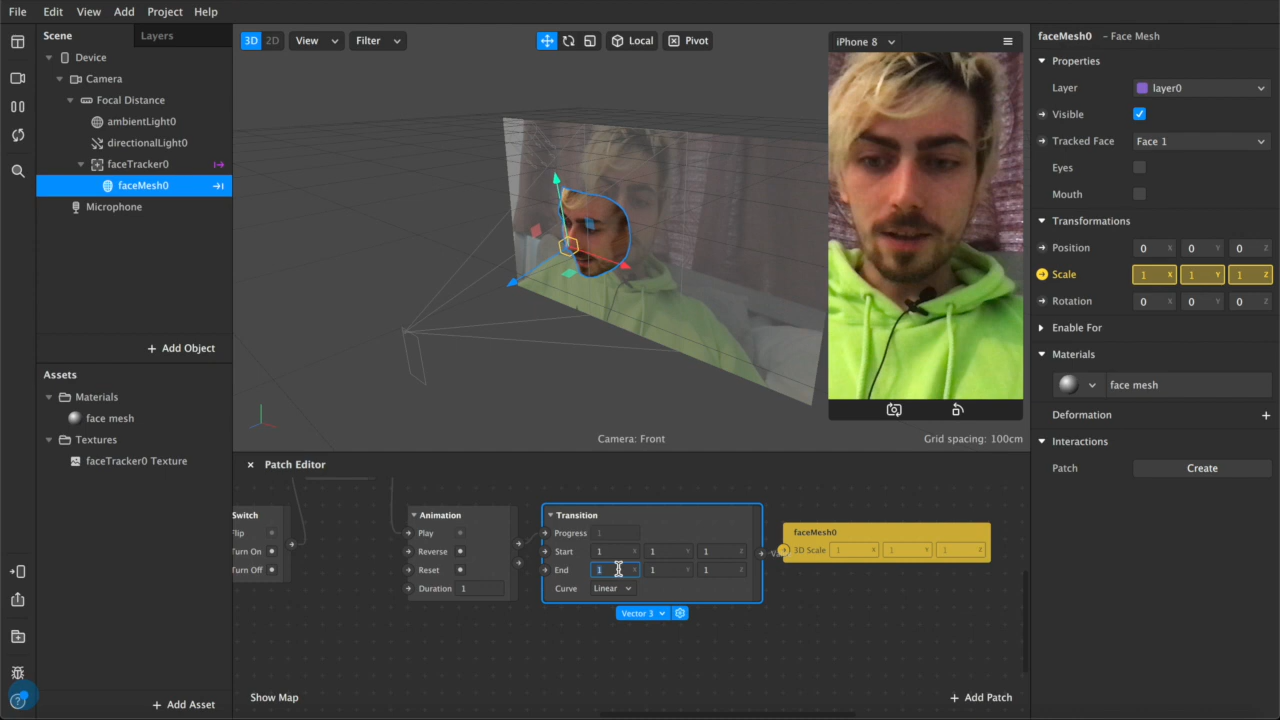 File Edit View Add Project Help
Scene Layers
Device
Camera
Focal Distance
ambientLight0
directionalLight0
faceTracker0
faceMesh0
Microphone
+ Add Object
Assets
Materials
face mesh
Textures
faceTracker0 Texture
+ Add Asset
3D 2D View Filter Local Pivot
Camera: Front
Grid spacing: 100cm
iPhone 8
× Patch Editor
Switch
Flip
Turn On
Turn Off
Animation
Play
Reverse
Reset
Duration 1
Transition
Progress 1
Start 1 X 1 Y 1 Z
End 1 X 1 Y 1 Z
Curve Linear
Vector 3
faceMesh0
3D Scale 1 X 1 Y 1 Z
Show Map
+ Add Patch
faceMesh0 – Face Mesh
Properties
Layer layer0
Visible
Tracked Face Face 1
Eyes
Mouth
Transformations
Position 0 X 0 Y 0 Z
Scale 1 X 1 Y 1 Z
Rotation 0 X 0 Y 0 Z
Enable For
Materials
face mesh
Deformation +
Interactions
Patch Create